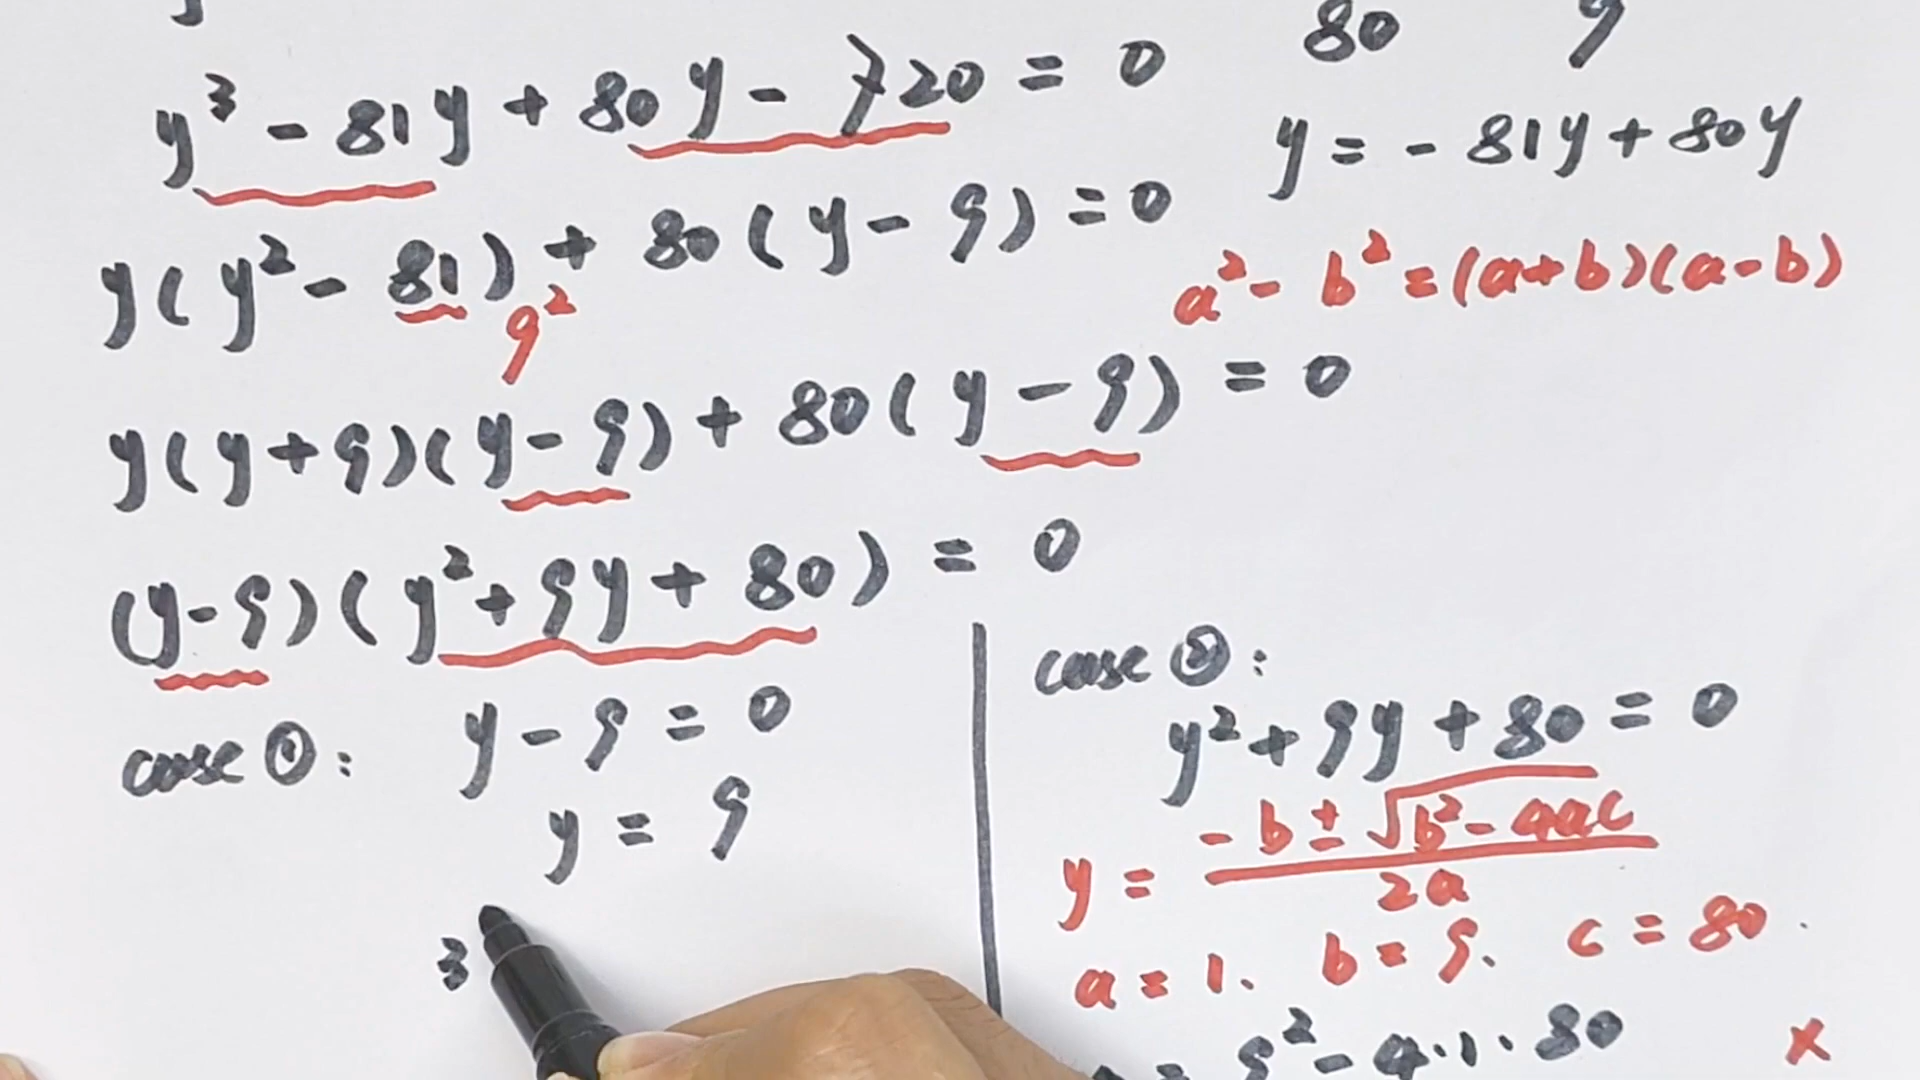 80 9
y³ - 81y + 80y - 720 = 0
y = - 81y + 80y
y(y² - 81) + 80(y - 9) = 0
9²
a² - b² = (a+b)(a-b)
y(y+9)(y-9) + 80(y-9) = 0
(y-9)(y²+9y+80) = 0
case ①: y - 9 = 0
y = 9
3
case ②:
y² + 9y + 80 = 0
y = (-b ± √(b² - 4ac)) / 2a
a = 1. b = 9. c = 80
= 9² - 4·1·80 ×